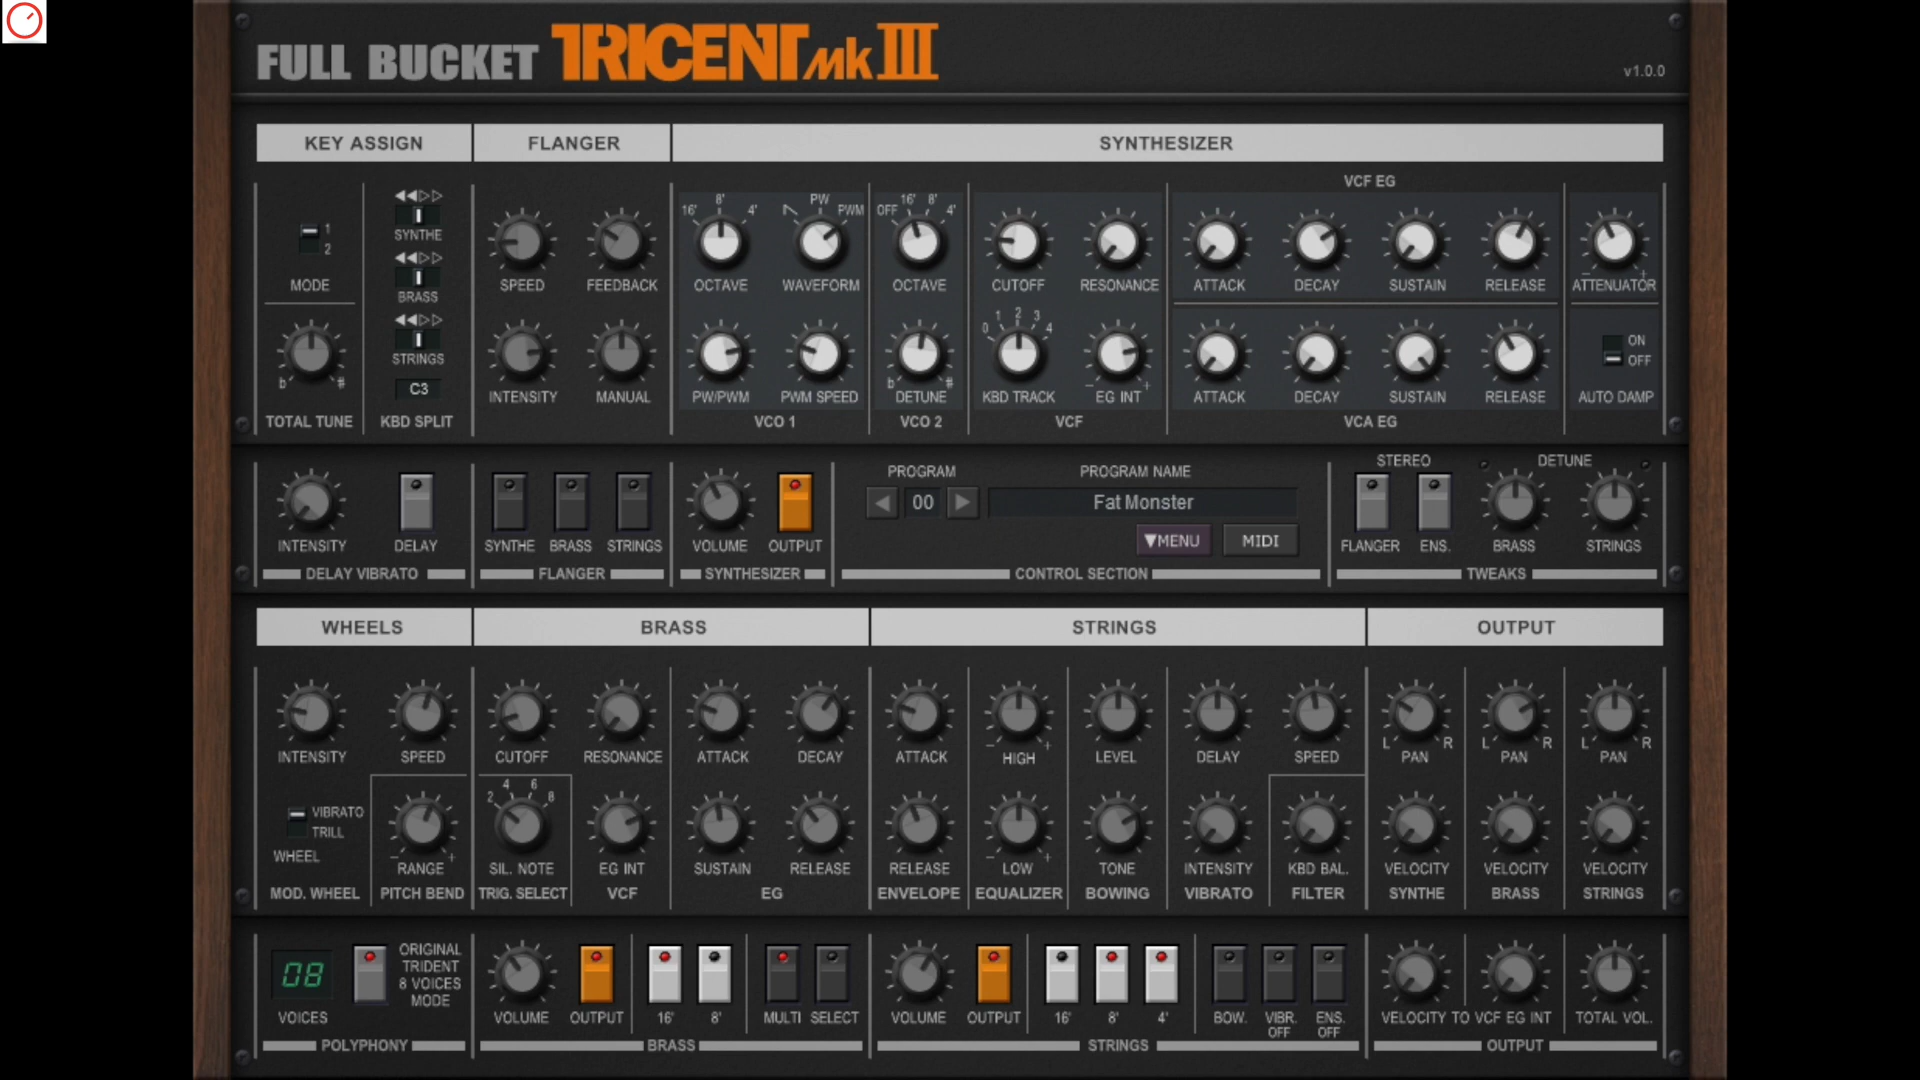 FULL BUCKET TRICENT mk III
v1.0.0
KEY ASSIGN FLANGER SYNTHESIZER
VCF EG
16' 8' 4' PW PWM OFF 16' 8' 4'
1
2
SYNTHE
BRASS
MODE SPEED FEEDBACK OCTAVE WAVEFORM OCTAVE CUTOFF RESONANCE ATTACK DECAY SUSTAIN RELEASE - + ATTENUATOR
0 1 2 3 4
STRINGS
ON
OFF
b # C3 b # - +
INTENSITY MANUAL PW/PWM PWM SPEED DETUNE KBD TRACK EG INT ATTACK DECAY SUSTAIN RELEASE AUTO DAMP
TOTAL TUNE KBD SPLIT VCO 1 VCO 2 VCF VCA EG
PROGRAM PROGRAM NAME STEREO DETUNE
00 Fat Monster
▼MENU MIDI
INTENSITY DELAY SYNTHE BRASS STRINGS VOLUME OUTPUT FLANGER ENS. BRASS STRINGS
DELAY VIBRATO FLANGER SYNTHESIZER CONTROL SECTION TWEAKS
WHEELS BRASS STRINGS OUTPUT
- + L R L R L R
INTENSITY SPEED CUTOFF RESONANCE ATTACK DECAY ATTACK HIGH LEVEL DELAY SPEED PAN PAN PAN
2 4 6 8
VIBRATO
TRILL
WHEEL - RANGE + SIL. NOTE EG INT SUSTAIN RELEASE RELEASE - LOW + TONE INTENSITY KBD BAL. VELOCITY VELOCITY VELOCITY
MOD. WHEEL PITCH BEND TRIG. SELECT VCF EG ENVELOPE EQUALIZER BOWING VIBRATO FILTER SYNTHE BRASS STRINGS
08
ORIGINAL
TRIDENT
8 VOICES
MODE
VOICES VOLUME OUTPUT 16' 8' MULTI SELECT VOLUME OUTPUT 16' 8' 4' BOW. VIBR. OFF ENS. OFF VELOCITY TO VCF EG INT TOTAL VOL.
POLYPHONY BRASS STRINGS OUTPUT